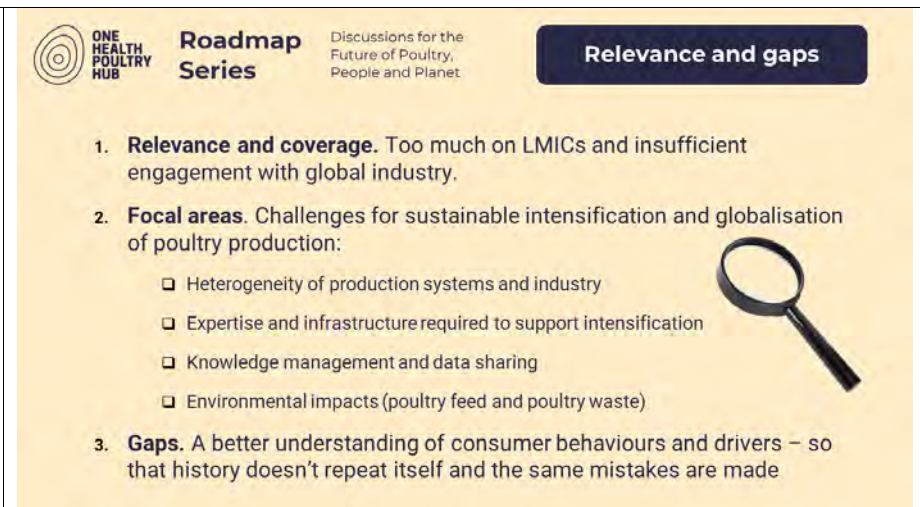 ONE
HEALTH
POULTRY
HUB
Roadmap
Series
Discussions for the
Future of Poultry,
People and Planet
Relevance and gaps
1. Relevance and coverage. Too much on LMICs and insufficient
engagement with global industry.
2. Focal areas. Challenges for sustainable intensification and globalisation
of poultry production:
❑ Heterogeneity of production systems and industry
❑ Expertise and infrastructure required to support intensification
❑ Knowledge management and data sharing
❑ Environmental impacts (poultry feed and poultry waste)
3. Gaps. A better understanding of consumer behaviours and drivers – so
that history doesn't repeat itself and the same mistakes are made